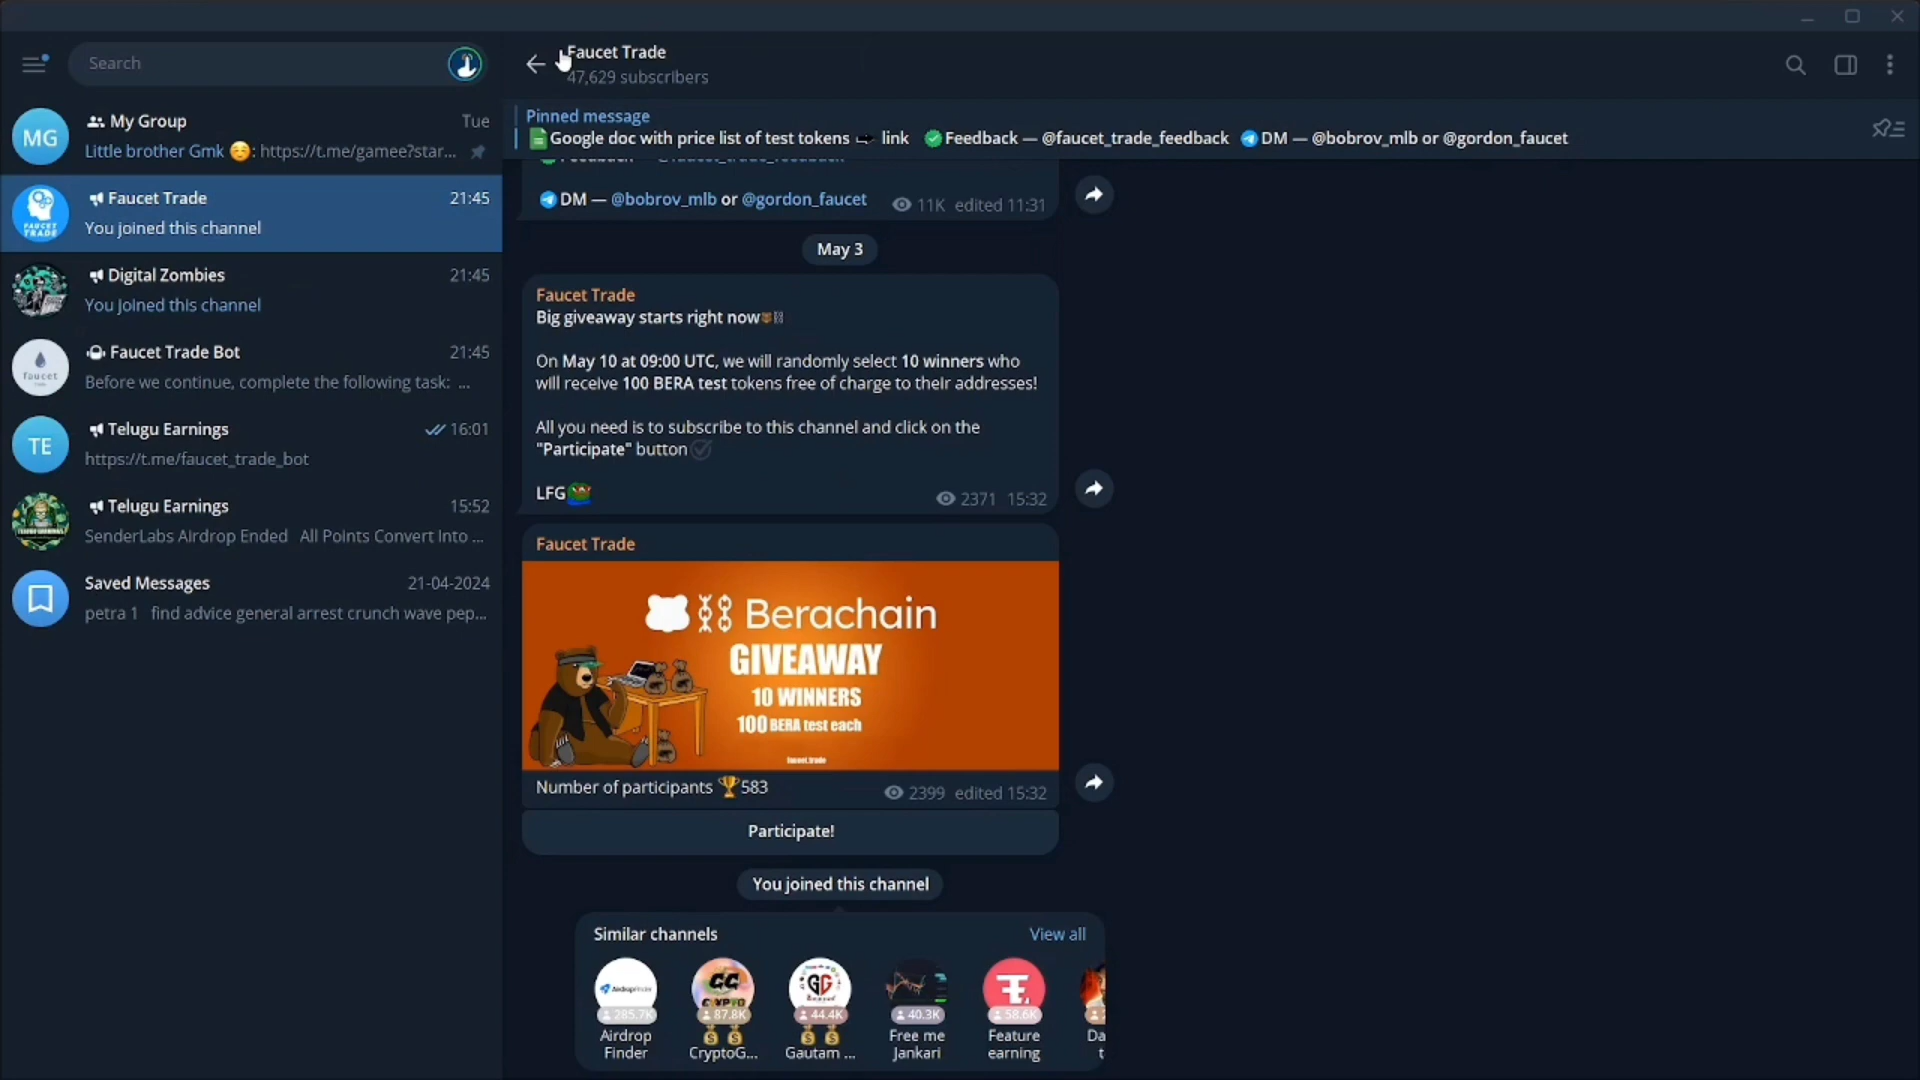 Search
My Group
Tue
Little brother Gmk 😊: https://t.me/gamee?star...
Faucet Trade
21:45
You joined this channel
Digital Zombies
21:45
You joined this channel
Faucet Trade Bot
21:45
Before we continue, complete the following task: ...
Telugu Earnings
16:01
https://t.me/faucet_trade_bot
Telugu Earnings
15:52
SenderLabs Airdrop Ended All Points Convert Into ...
Saved Messages
21-04-2024
petra 1 find advice general arrest crunch wave pep...
MG
FAUCET
TRADE
faucet
TE
Faucet Trade
47,629 subscribers
Pinned message
Google doc with price list of test tokens link ✅Feedback — @faucet_trade_feedback DM — @bobrov_mlb or @gordon_faucet
DM — @bobrov_mlb or @gordon_faucet
11K edited 11:31
May 3
Faucet Trade
Big giveaway starts right now
On May 10 at 09:00 UTC, we will randomly select 10 winners who
will receive 100 BERA test tokens free of charge to their addresses!
All you need is to subscribe to this channel and click on the
"Participate" button
LFG
2371 15:32
Faucet Trade
Berachain
GIVEAWAY
10 WINNERS
100 BERA test each
faucet.trade
Number of participants 🏆583
2399 edited 15:32
Participate!
You joined this channel
Similar channels
View all
285.7K
87.8K
44.4K
40.3K
58.6K
Airdrop
Finder
CryptoG...
Gautam ...
Free me
Jankari
Feature
earning
Da
t